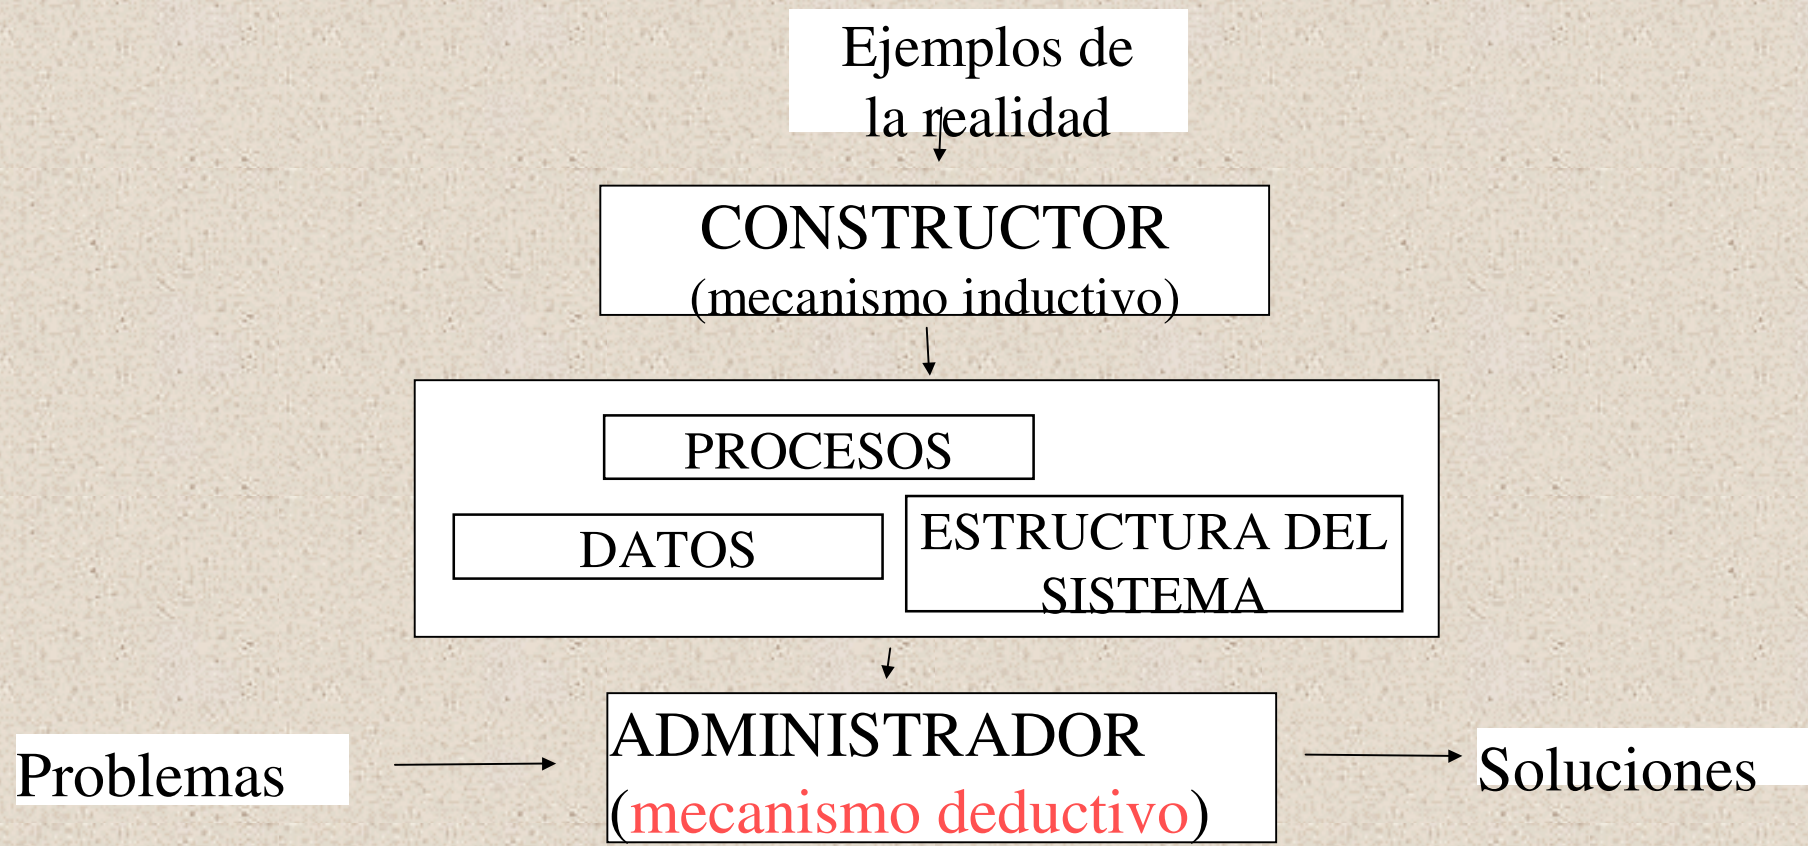 Ejemplos de
la realidad
CONSTRUCTOR
(mecanismo inductivo)
PROCESOS
DATOS
ESTRUCTURA DEL
SISTEMA
Problemas
ADMINISTRADOR
(mecanismo deductivo)
Soluciones